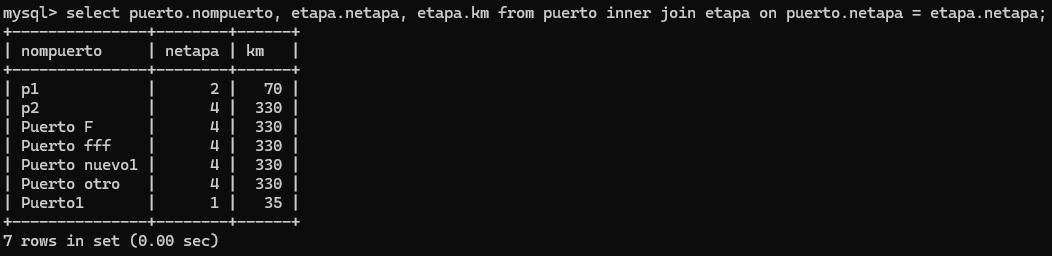 mysql> select puerto.nompuerto, etapa.netapa, etapa.km from puerto inner join etapa on puerto.netapa = etapa.netapa;
+---------------+--------+------+
| nompuerto     | netapa | km   |
+---------------+--------+------+
| p1            |      2 |   70 |
| p2            |      4 |  330 |
| Puerto F      |      4 |  330 |
| Puerto fff    |      4 |  330 |
| Puerto nuevo1 |      4 |  330 |
| Puerto otro   |      4 |  330 |
| Puerto1       |      1 |   35 |
+---------------+--------+------+
7 rows in set (0.00 sec)